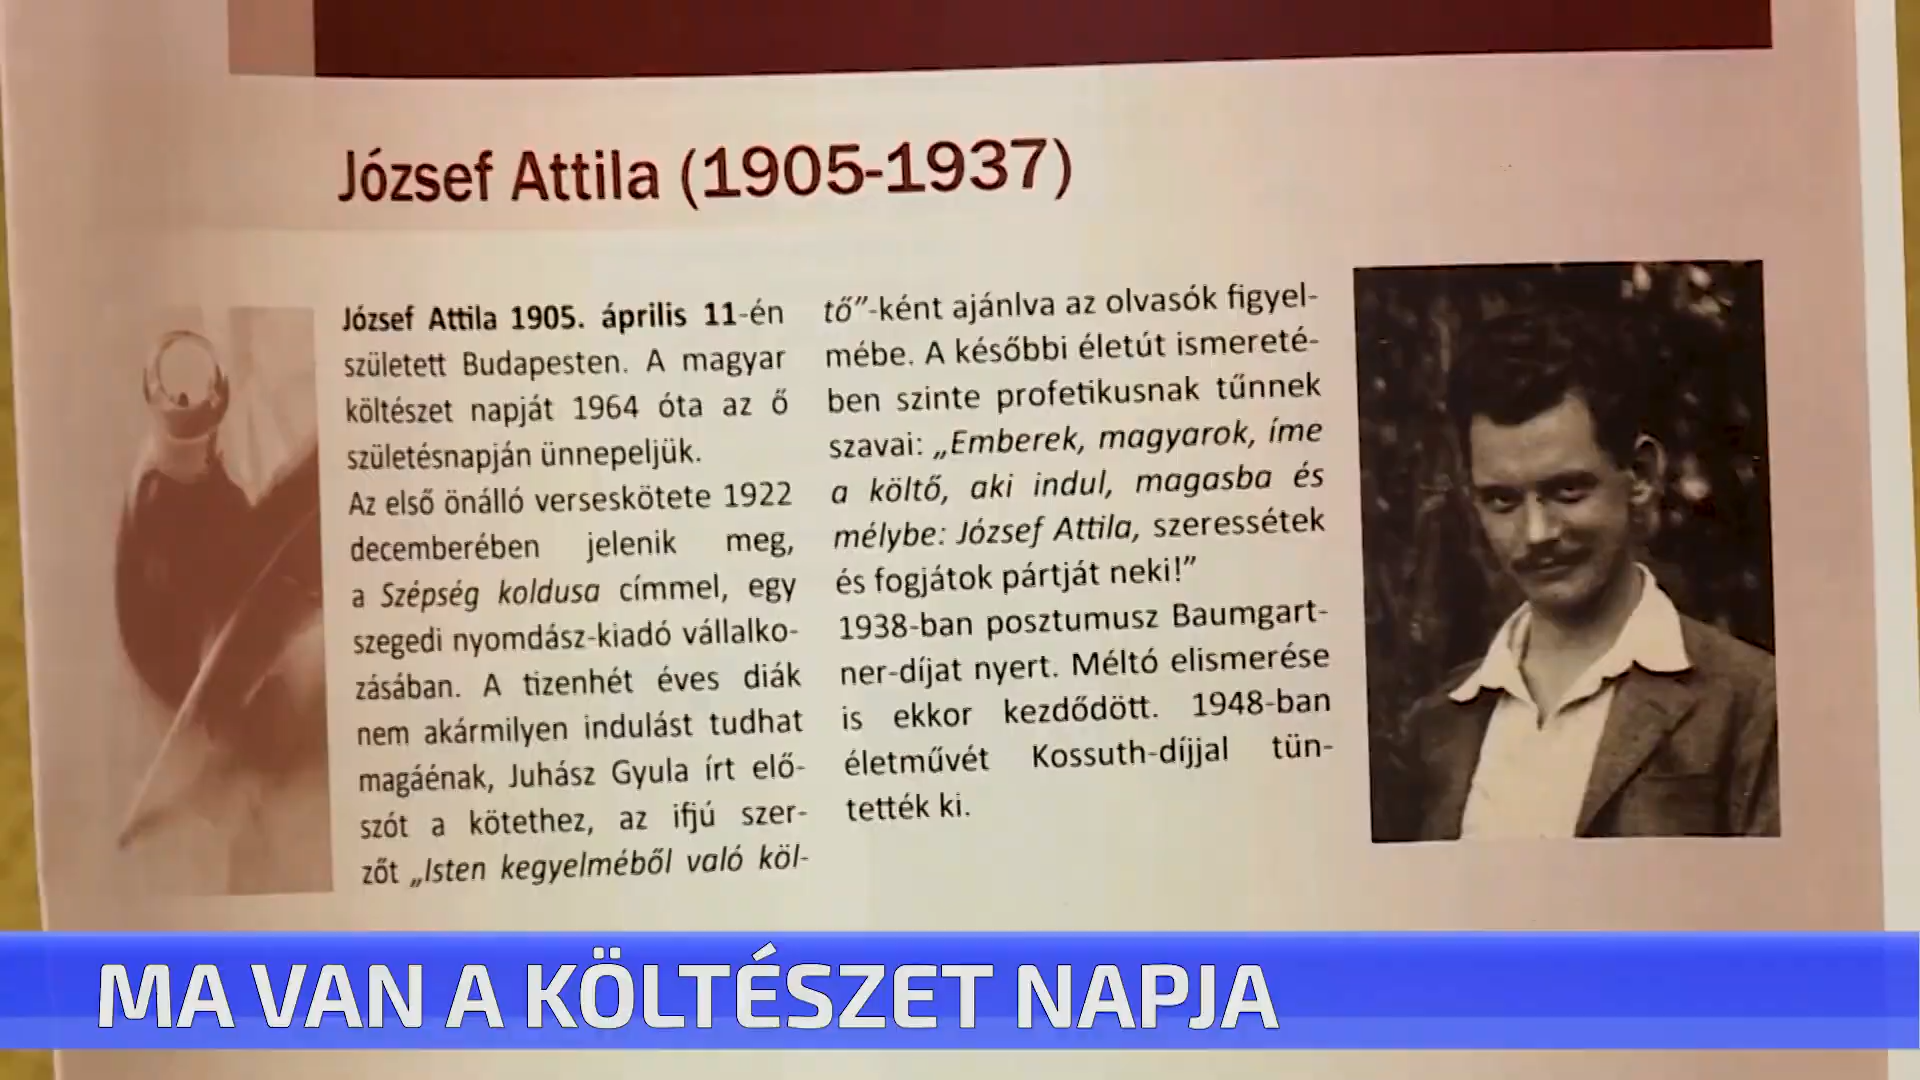 József Attila (1905-1937)
József Attila 1905. április 11-én
született Budapesten. A magyar
költészet napját 1964 óta az ő
születésnapján ünnepeljük.
Az első önálló verseskötete 1922
decemberében jelenik meg,
a Szépség koldusa címmel, egy
szegedi nyomdász-kiadó vállalko-
zásában. A tizenhét éves diák
nem akármilyen indulást tudhat
magáénak, Juhász Gyula írt elő-
szót a kötethez, az ifjú szer-
zőt „Isten kegyelméből való köl-
tő”-ként ajánlva az olvasók figyel-
mébe. A későbbi életút ismereté-
ben szinte profetikusnak tűnnek
szavai: „Emberek, magyarok, íme
a költő, aki indul, magasba és
mélybe: József Attila, szeressétek
és fogjátok pártját neki!”
1938-ban posztumusz Baumgart-
ner-díjat nyert. Méltó elismerése
is ekkor kezdődött. 1948-ban
életművét Kossuth-díjjal tün-
tették ki.
MA VAN A KÖLTÉSZET NAPJA